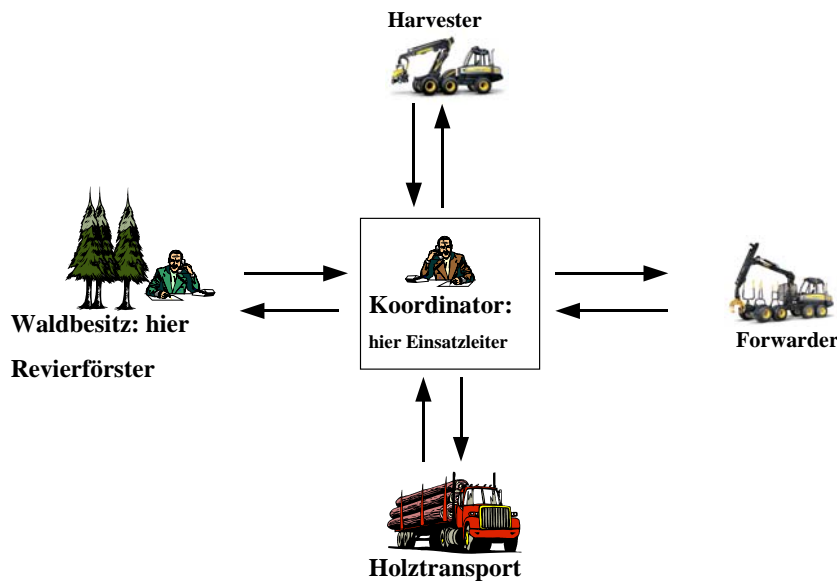 Harvester
Koordinator:
hier Einsatzleiter
Waldbesitz: hier
Revierförster
Forwarder
Holztransport